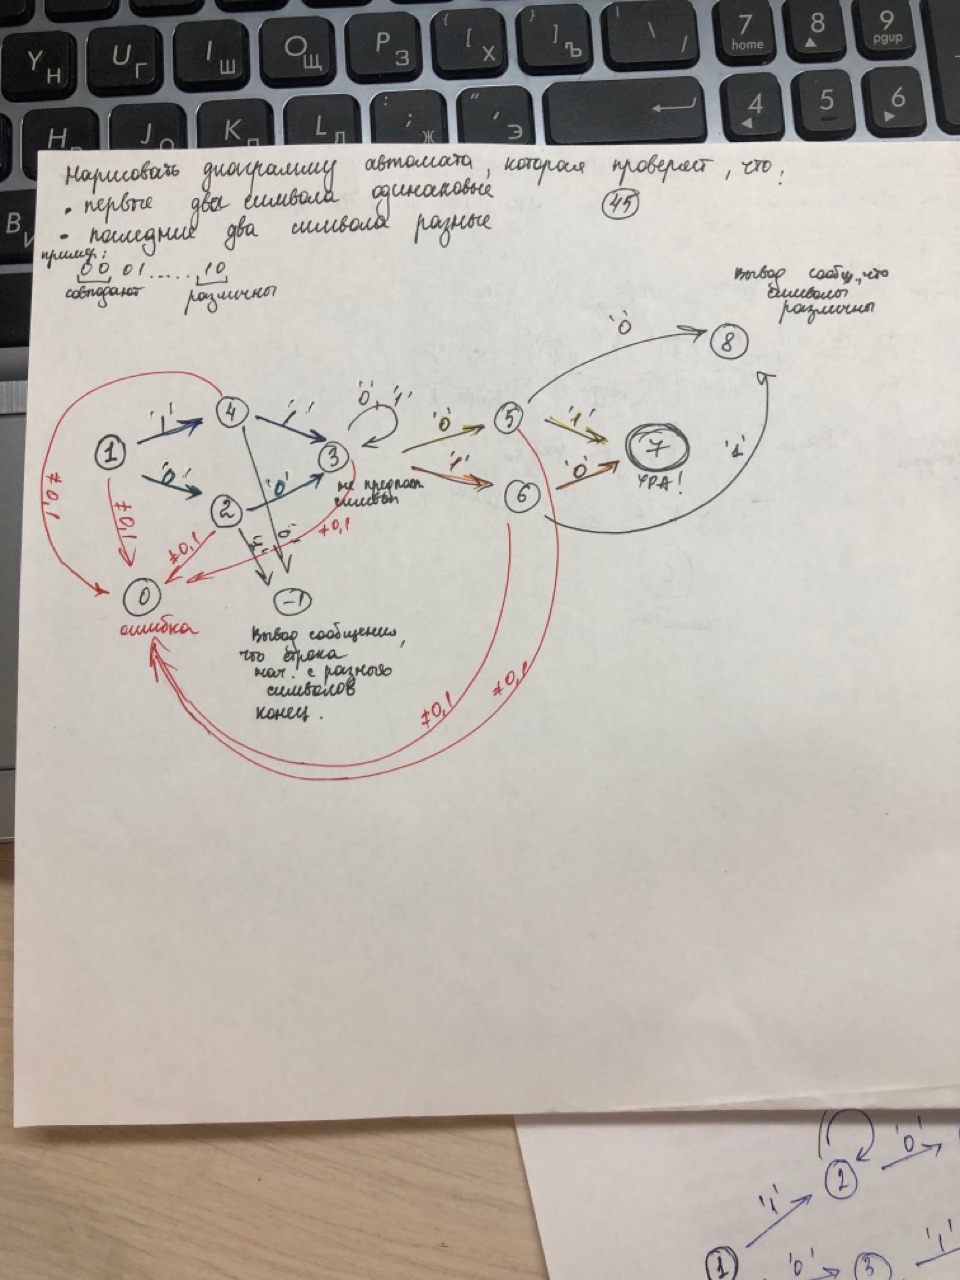 Y Н
U Г
I Ш
O Щ
P З
{ [ Х
} ] Ъ
| \ /
7 home
8
9 pgup
H
J О
K Л
L Д
: ; Ж
" ' Э
4
5
6
В
Нарисовать диаграмму автомата, которая проверяет, что:
• первые два символа одинаковые
45
• последние два символа разные
пример:
00 01......10
совпадают различны
Вывод сообщ., что
символы
различны
'0'
8
'1' 4 '1' '0', '1' '0' 5 '1'
1 3 7
УРА!
'0' 2 '0' не предпосл.
символ
'1' 6 '0' '1'
≠0,1
≠0,1
≠0,1
≠0,1
'1' '0'
0
ошибка
-1
Вывод сообщения,
что строка
нач. с разных
символов
конец.
≠0,1
≠0,1
'0'
'1' 2
1 '0' 3 '1'